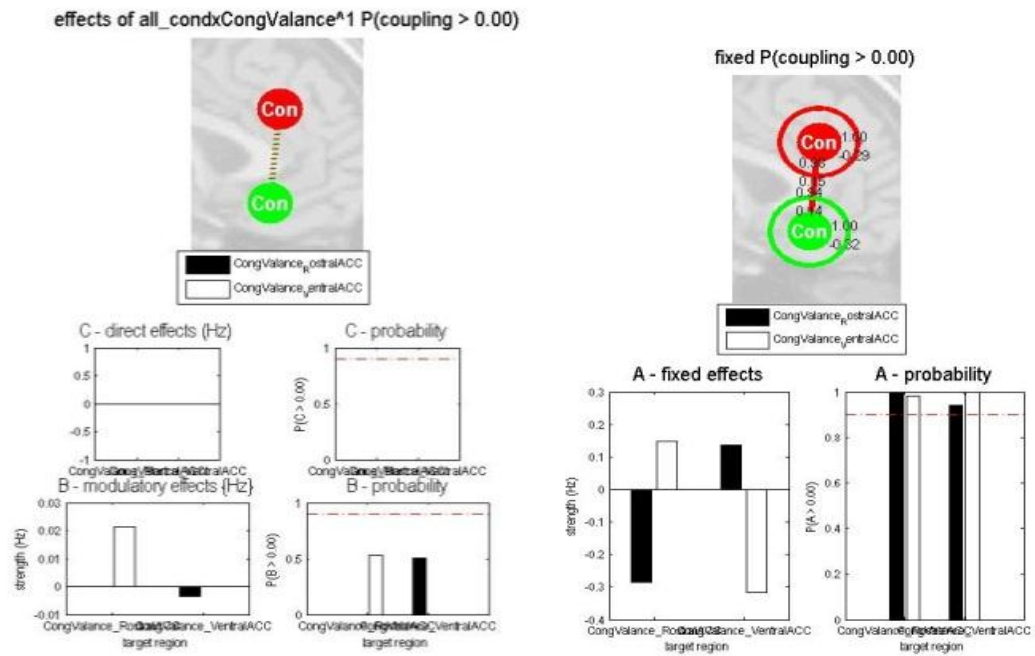 effects of all_condxCongValance^1 P(coupling > 0.00)
Con
Con
CongValance_RostralACC
CongValance_VentralACC
C - direct effects (Hz)
1
0.5
0
-0.5
-1
C - probability
1
0.5
0
P(C > 0.00)
B - modulatory effects (Hz)
0.03
0.02
0.01
0
-0.01
strength (Hz)
CongValance_VentralACC
target region
B - probability
1
0.5
0
P(B > 0.00)
VentralACC
target region
fixed P(coupling > 0.00)
Con
1.00
-0.29
Con
1.00
-0.32
CongValance_RostralACC
CongValance_VentralACC
A - fixed effects
0.3
0.2
0.1
0
-0.1
-0.2
-0.3
-0.4
strength (Hz)
target region
A - probability
1
0.8
0.6
0.4
0.2
0
P(A > 0.00)
VentralACC
target region